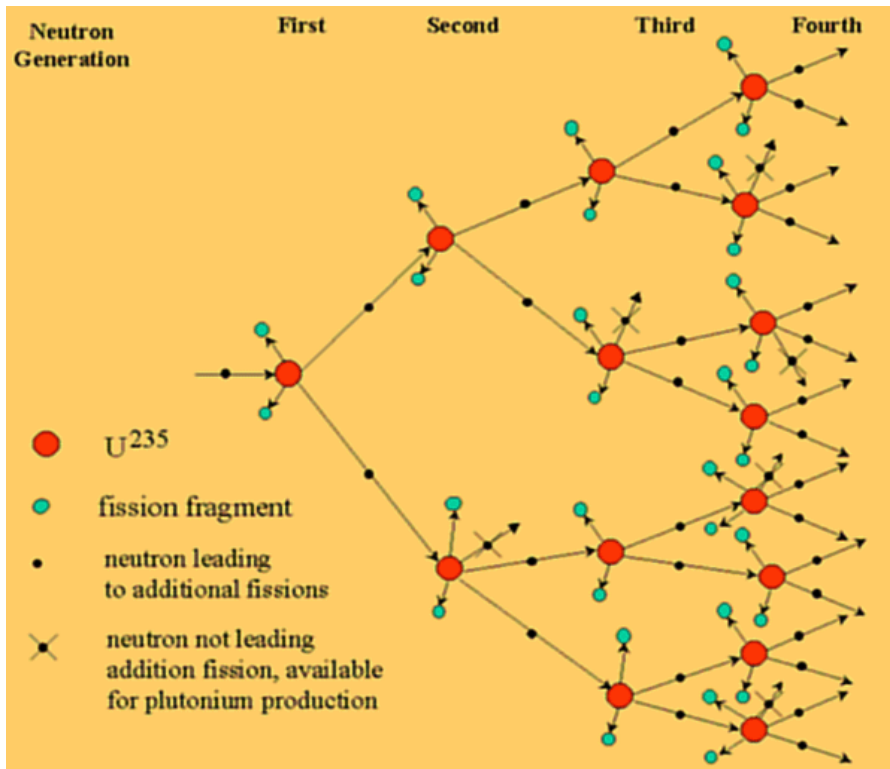 Neutron
Generation
First
Second
Third
Fourth
U235
fission fragment
neutron leading
to additional fissions
neutron not leading
addition fission, available
for plutonium production